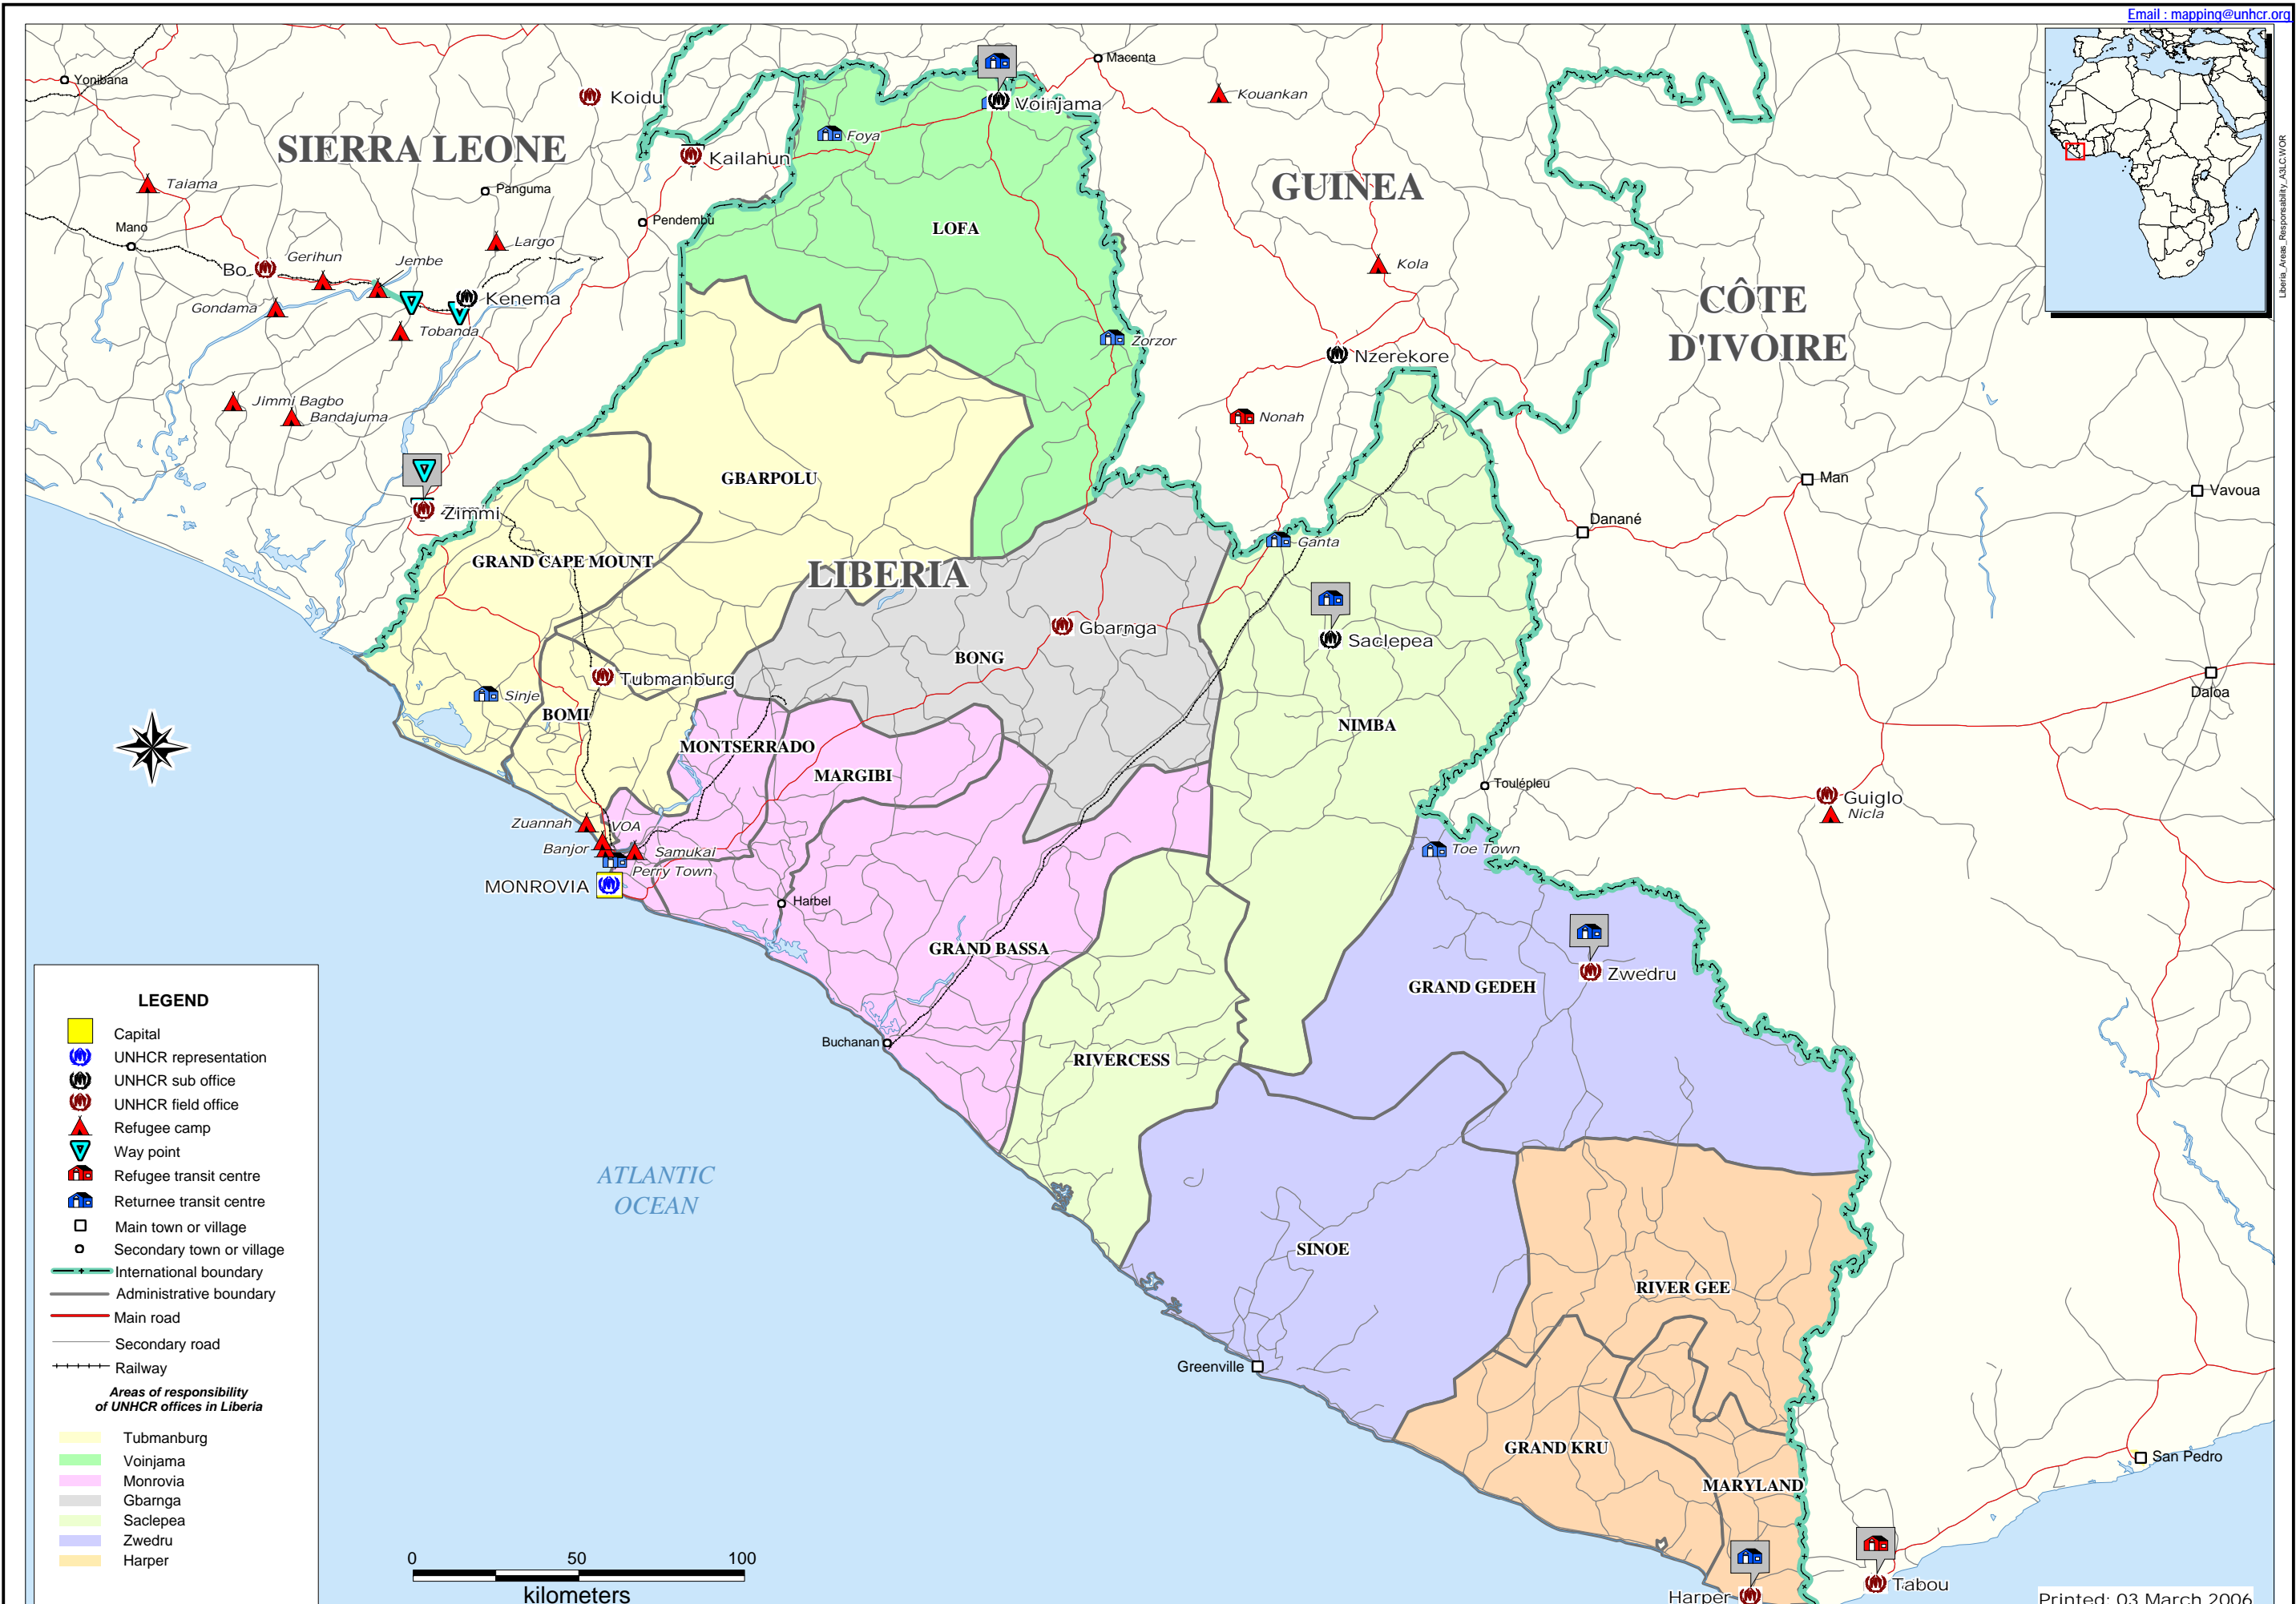 Email : mapping@unhcr.org
Liberia_Areas_Responsibility_A3LC.WOR
Yonibana
Koidu
Macenta
Kouankan
Voinjama
Foya
SIERRA LEONE
Kailahun
Taiama
Panguma
GUINEA
Pendembu
Mano
LOFA
Largo
Gerihun
Jembe
Bo
Kola
Kenema
Gondama
CÔTE
D'IVOIRE
Tobanda
Zorzor
Nzerekore
Jimmi Bagbo
Bandajuma
Nonah
GBARPOLU
Man
Vavoua
Zimmi
Danané
Ganta
GRAND CAPE MOUNT
LIBERIA
Gbarnga
Saclepea
BONG
Tubmanburg
Sinje
Daloa
BOMI
NIMBA
MONTSERRADO
MARGIBI
Toulépleu
Guiglo
Nicla
Zuannah
VOA
Banjor
Samukai
Toe Town
Perry Town
MONROVIA
Harbel
GRAND BASSA
Zwedru
GRAND GEDEH
Buchanan
RIVERCESS
ATLANTIC
OCEAN
SINOE
RIVER GEE
Greenville
GRAND KRU
MARYLAND
San Pedro
Tabou
Harper
LEGEND
Capital
UNHCR representation
UNHCR sub office
UNHCR field office
Refugee camp
Way point
Refugee transit centre
Returnee transit centre
Main town or village
Secondary town or village
International boundary
Administrative boundary
Main road
Secondary road
Railway
Areas of responsibility
of UNHCR offices in Liberia
Tubmanburg
Voinjama
Monrovia
Gbarnga
Saclepea
Zwedru
Harper
0 50 100
kilometers
Printed: 03 March 2006